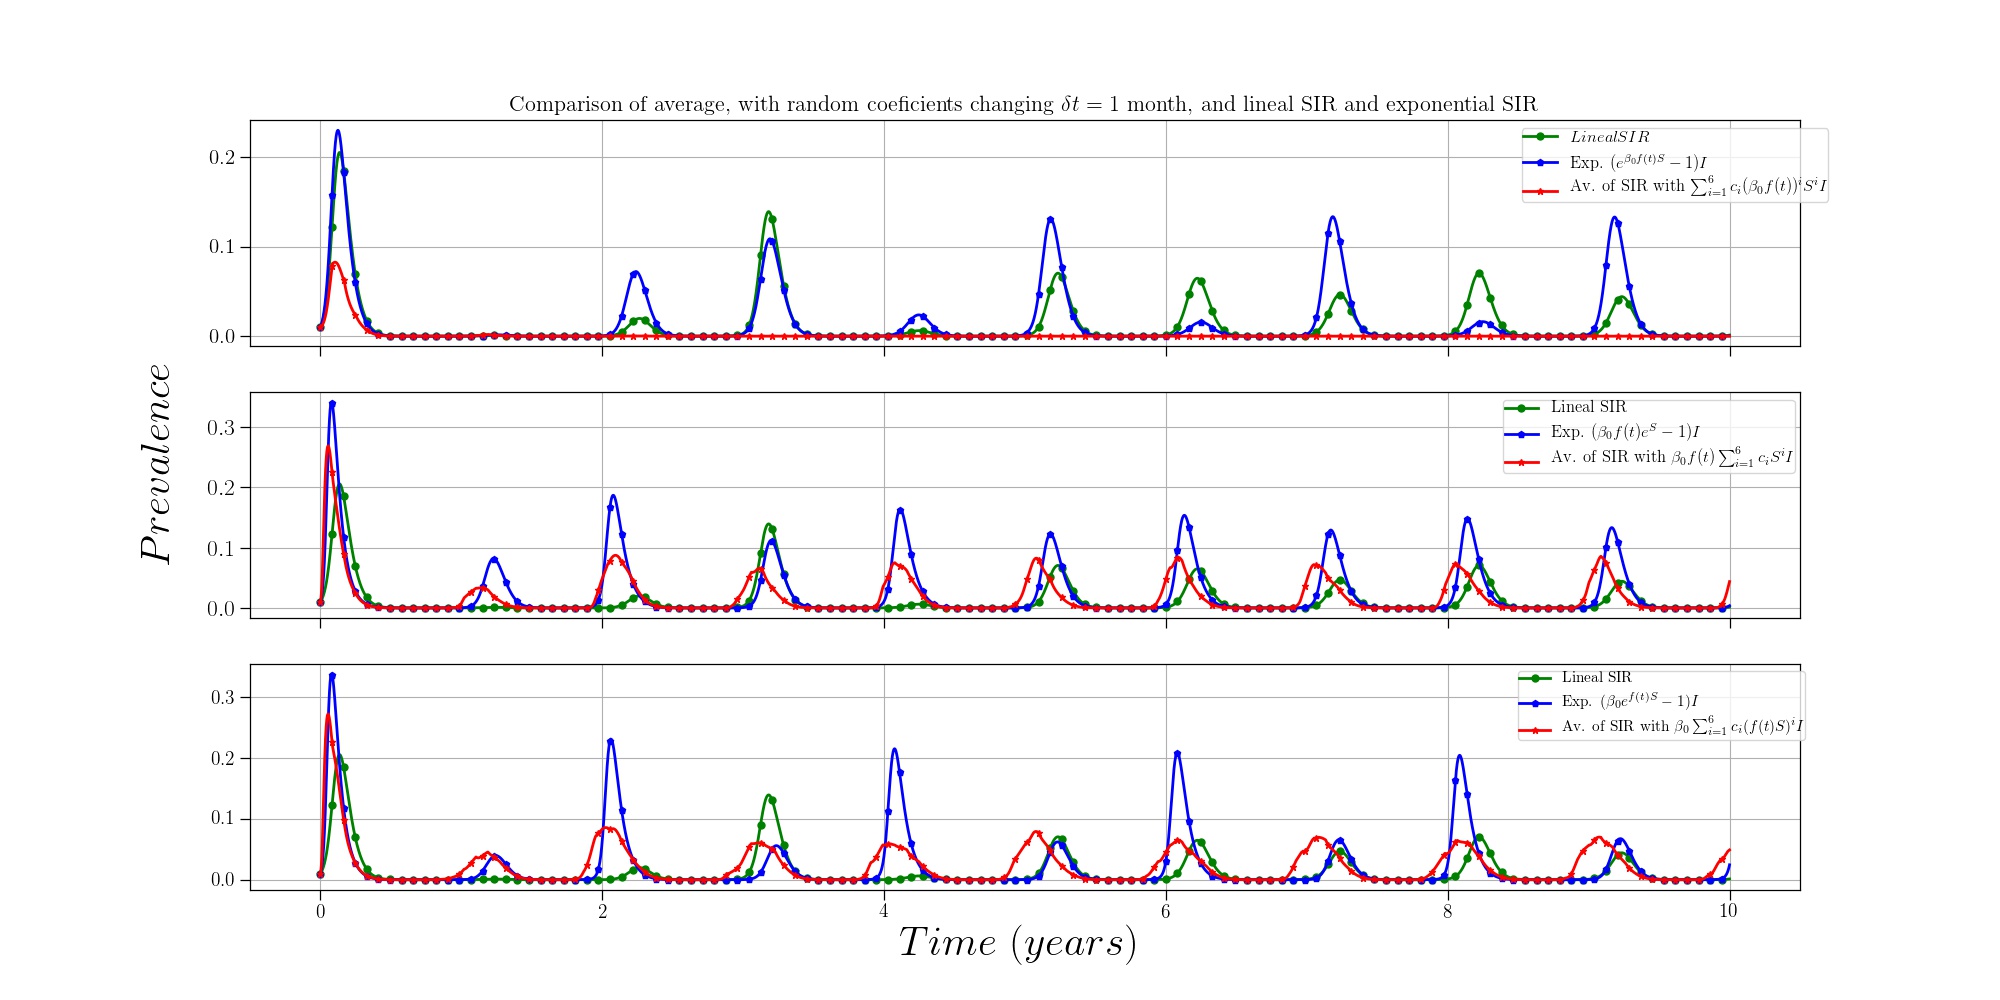 Comparison of average, with random coeficients changing δt = 1 month, and lineal SIR and exponential SIR
LinealSIR
Exp. (e^{β₀f(t)S} − 1)I
Av. of SIR with ∑_{i=1}^{6} c_i(β₀f(t))^i S^i I
0.2
0.1
0.0
Prevalence
Lineal SIR
Exp. (β₀f(t)e^S − 1)I
Av. of SIR with β₀f(t) ∑_{i=1}^{6} c_i S^i I
0.3
0.2
0.1
0.0
Lineal SIR
Exp. (β₀e^{f(t)S} − 1)I
Av. of SIR with β₀ ∑_{i=1}^{6} c_i(f(t)S)^i I
0.3
0.2
0.1
0.0
0 2 4 6 8 10
Time (years)